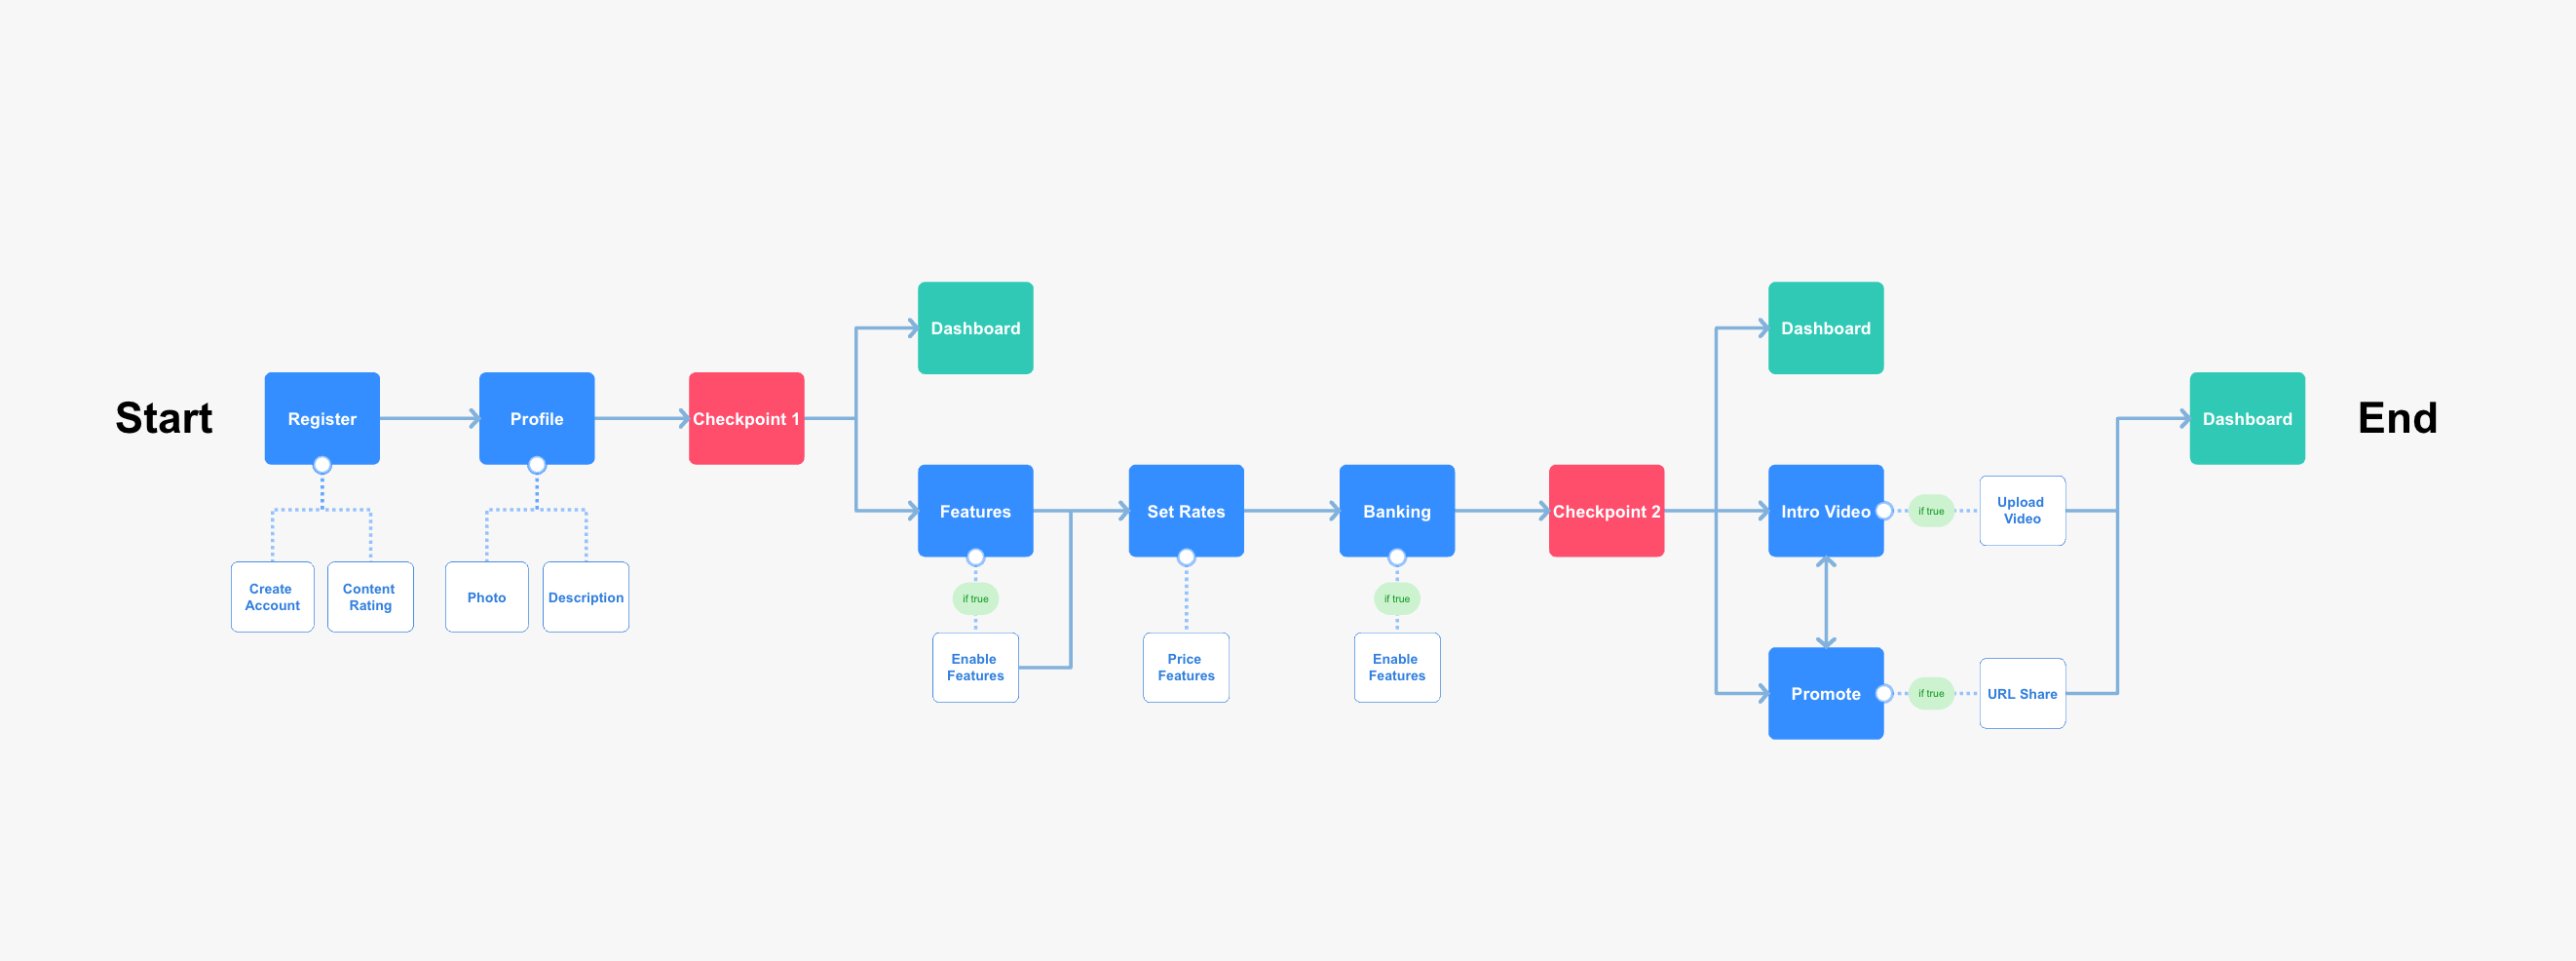 Start
Register
Create
Account
Content
Rating
Profile
Photo
Description
Checkpoint 1
Dashboard
Features
if true
Enable
Features
Set Rates
Price
Features
Banking
if true
Enable
Features
Checkpoint 2
Dashboard
Intro Video
if true
Upload
Video
Promote
if true
URL Share
Dashboard
End